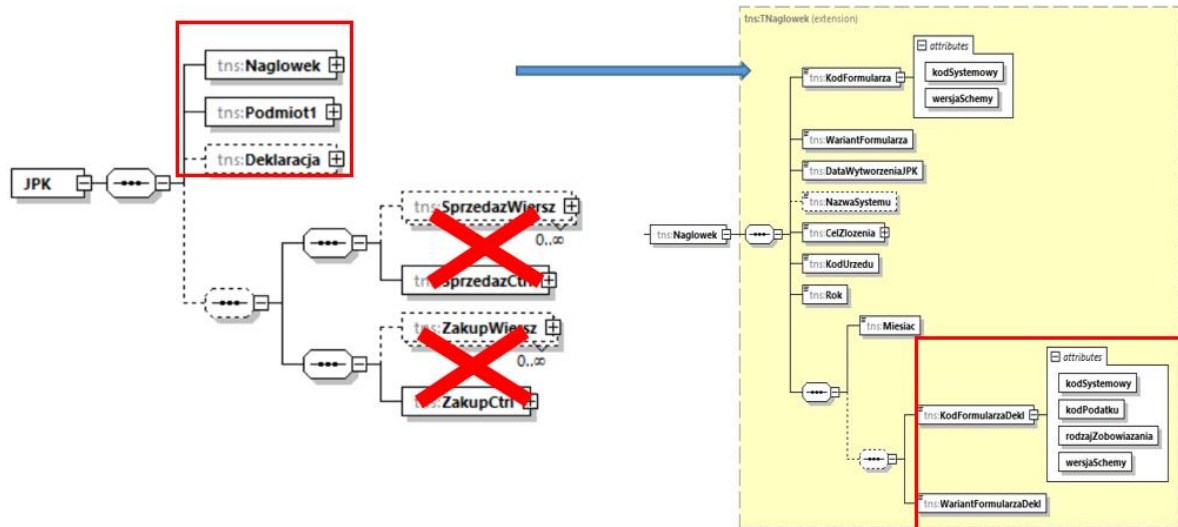 tns:Naglowek
tns:Podmiot1
tns:Deklaracja
JPK
tns:SprzedazWiersz
0..∞
tns:SprzedazCtrl
tns:ZakupWiersz
0..∞
tns:ZakupCtrl
tns:TNaglowek (extension)
attributes
tns:KodFormularza
kodSystemowy
wersjaSchemy
tns:WariantFormularza
tns:DataWytworzeniaJPK
tns:NazwaSystemu
tns:Naglowek
tns:CelZlozenia
tns:KodUrzedu
tns:Rok
tns:Miesiac
attributes
kodSystemowy
tns:KodFormularzaDekl
kodPodatku
rodzajZobowiazania
wersjaSchemy
tns:WariantFormularzaDekl